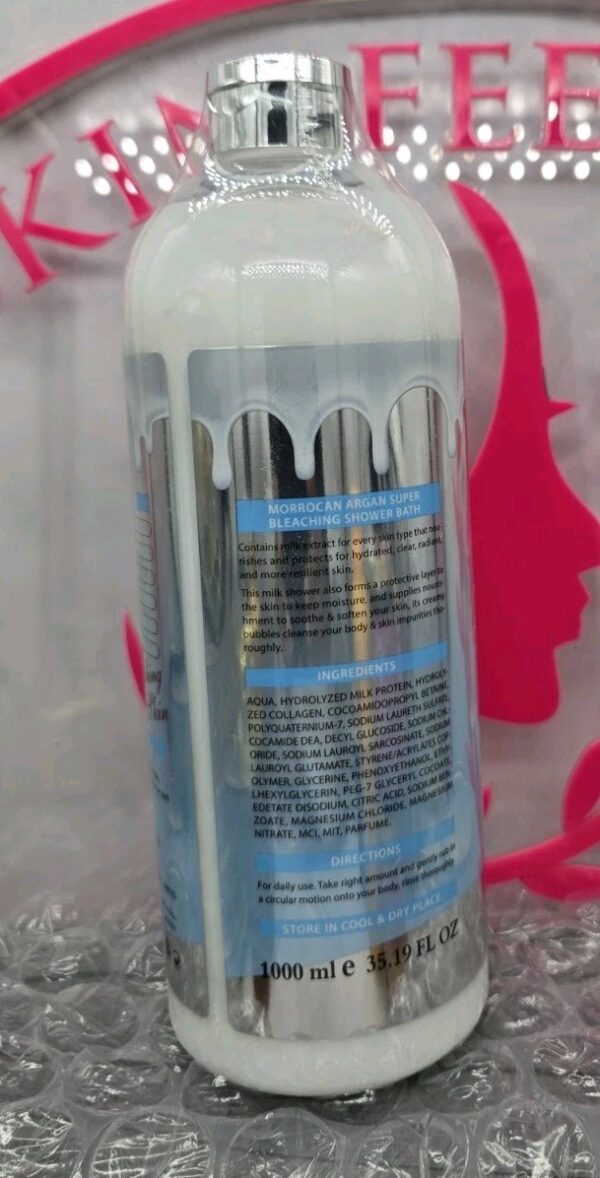 SKIN FEE
MORROCAN ARGAN SUPER
BLEACHING SHOWER BATH
Contains milk extract for every skin type that nou-
rishes and protects for hydrated, clear, radiant,
and more resilient skin.
This milk shower also forms a protective layer to
the skin to keep moisture, and supplies nouris-
hment to soothe & soften your skin, its creamy
bubbles cleanse your body & skin impurities tho-
roughly.
INGREDIENTS
AQUA, HYDROLYZED MILK PROTEIN, HYDROLY-
ZED COLLAGEN, COCOAMIDOPROPYL BETAINE,
POLYQUATERNIUM-7, SODIUM LAURETH SULFATE,
COCAMIDE DEA, DECYL GLUCOSIDE, SODIUM CHL-
ORIDE, SODIUM LAUROYL SARCOSINATE, SODIUM
LAUROYL GLUTAMATE, STYRENE/ACRYLATES COP-
OLYMER, GLYCERINE, PHENOXYETHANOL, ETHY-
LHEXYLGLYCERIN, PEG-7 GLYCERYL COCOATE,
EDETATE DISODIUM, CITRIC ACID, SODIUM BEN-
ZOATE, MAGNESIUM CHLORIDE, MAGNESIUM
NITRATE, MCI, MIT, PARFUME.
DIRECTIONS
For daily use. Take right amount and gently rub in
a circular motion onto your body, rinse thoroughly.
STORE IN COOL & DRY PLACE
1000 ml e 35.19 FL OZ